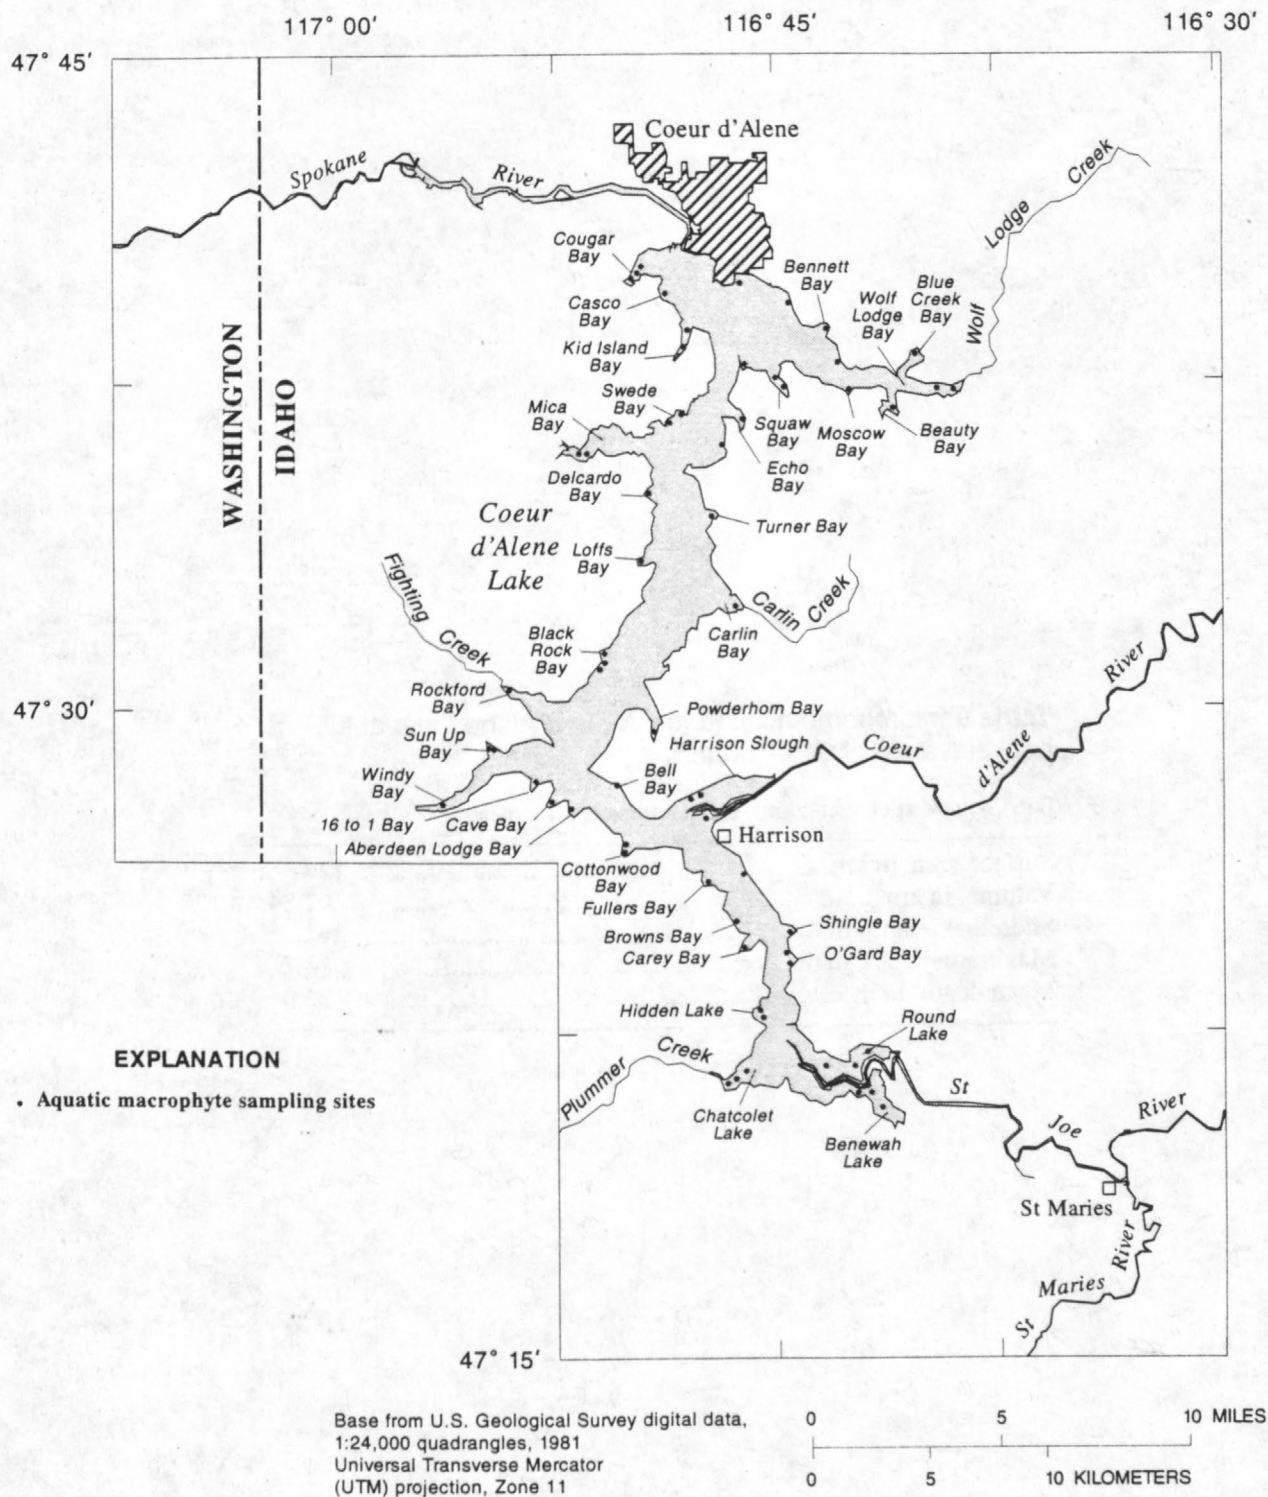 117° 00′
116° 45′
116° 30′
47° 45′
Coeur d'Alene
Spokane
River
Creek
Lodge
Wolf
Cougar
Bay
Bennett
Bay
Blue
Creek
Bay
Wolf
Lodge
Bay
Casco
Bay
Kid Island
Bay
WASHINGTON
IDAHO
Swede
Bay
Mica
Bay
Squaw
Bay
Moscow
Bay
Beauty
Bay
Echo
Bay
Delcardo
Bay
Coeur
d'Alene
Lake
Turner Bay
Loffs
Bay
Fighting
Creek
Carlin
Creek
Carlin
Bay
Black
Rock
Bay
River
Rockford
Bay
47° 30′
Powderhorn Bay
Sun Up
Bay
Harrison Slough
Coeur
d'Alene
Windy
Bay
Bell
Bay
16 to 1 Bay
Cave Bay
Harrison
Aberdeen Lodge Bay
Cottonwood
Bay
Fullers Bay
Shingle Bay
Browns Bay
Carey Bay
O'Gard Bay
Hidden Lake
Round
Lake
EXPLANATION
Creek
Plummer
St
Aquatic macrophyte sampling sites
Chatcolet
Lake
Joe
River
Benewah
Lake
St Maries
River
Maries
St
47° 15′
Base from U.S. Geological Survey digital data,
1:24,000 quadrangles, 1981
Universal Transverse Mercator
(UTM) projection, Zone 11
0 5 10 MILES
0 5 10 KILOMETERS